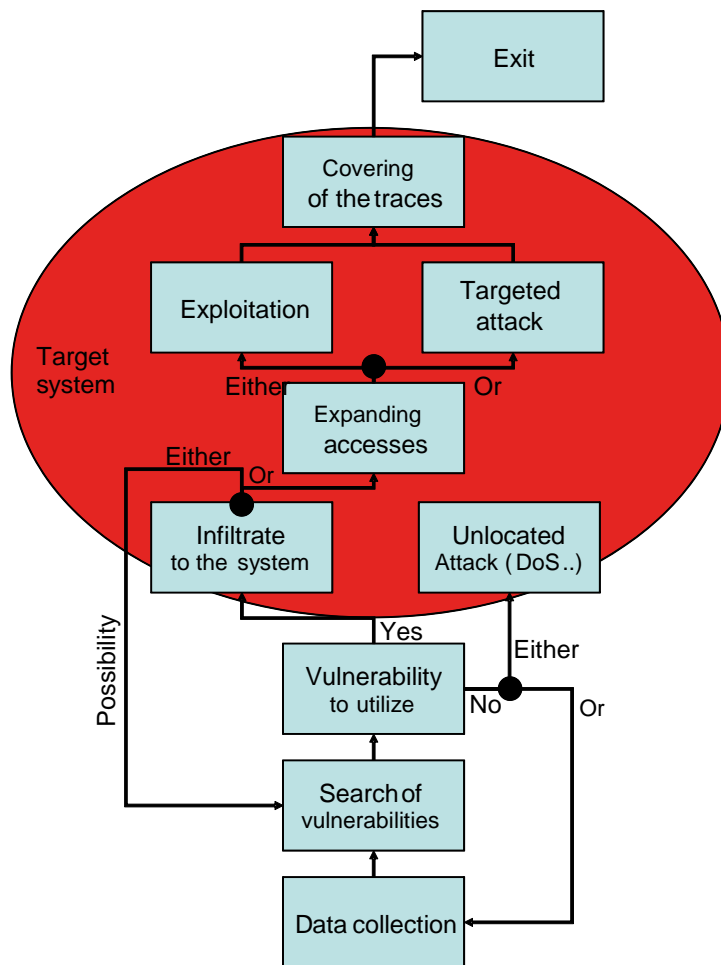 Exit
Covering
of the traces
Exploitation
Targeted
attack
Target
system
Either
Or
Expanding
accesses
Either
Or
Infiltrate
to the system
Unlocated
Attack (DoS..)
Possibility
Yes
Either
Vulnerability
to utilize
No
Or
Search of
vulnerabilities
Data collection